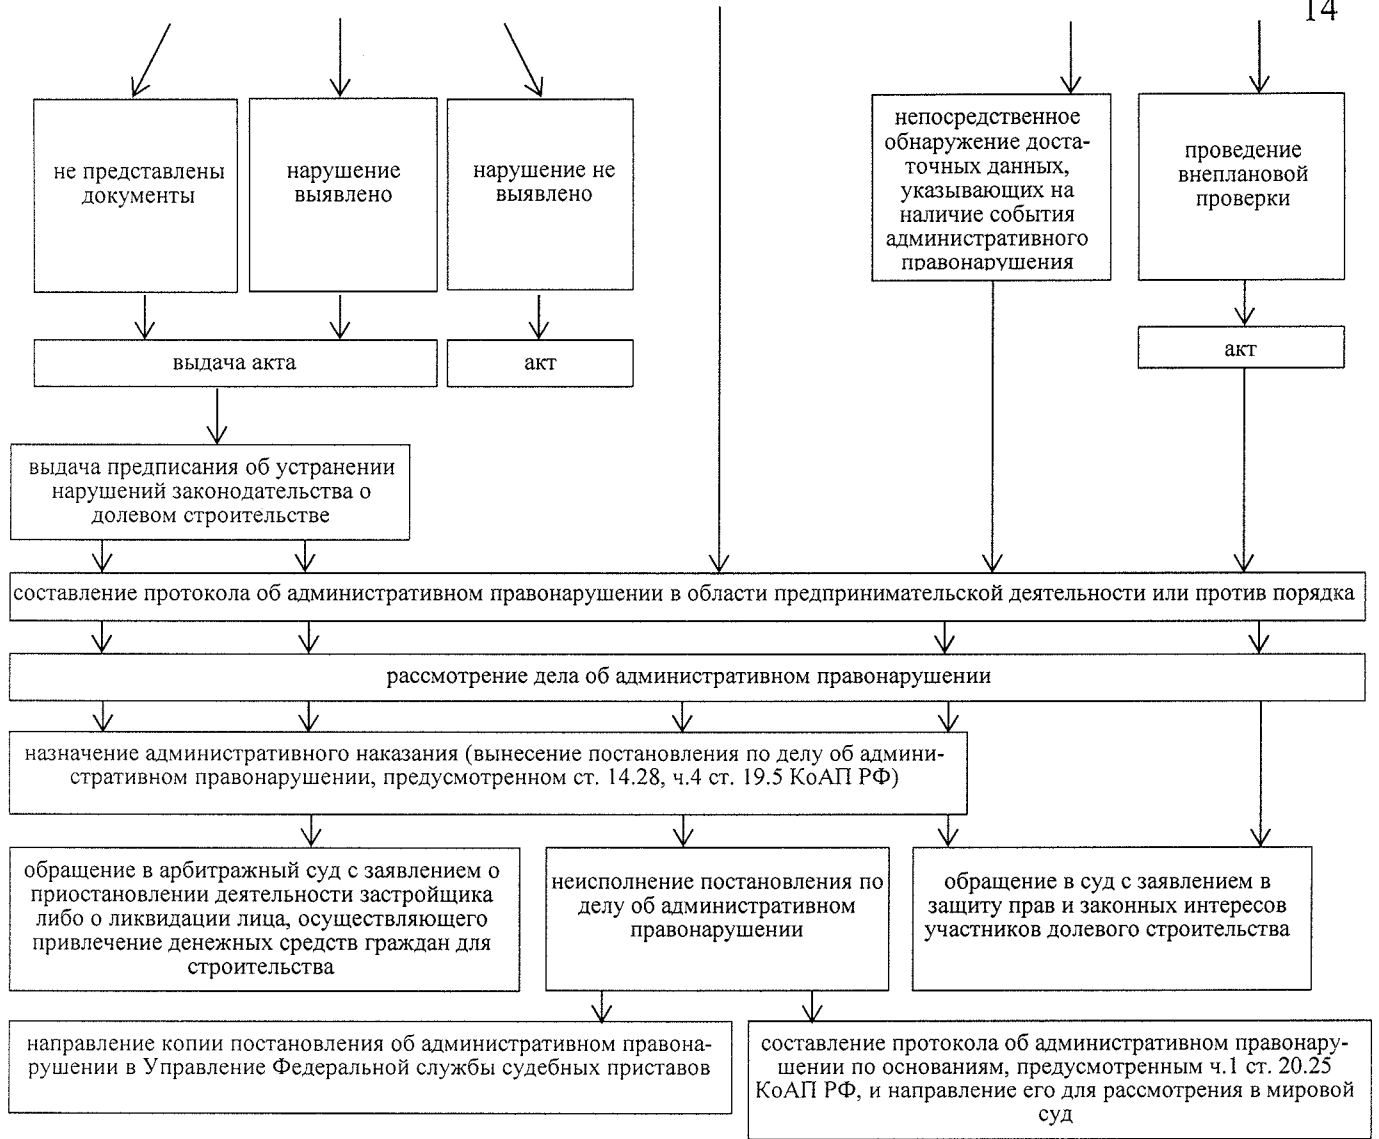 14
не представлены
документы
нарушение
выявлено
нарушение не
выявлено
непосредственное
обнаружение доста-
точных данных,
указывающих на
наличие события
административного
правонарушения
проведение
внеплановой
проверки
выдача акта
акт
акт
выдача предписания об устранении
нарушений законодательства о
долевом строительстве
составление протокола об административном правонарушении в области предпринимательской деятельности или против порядка
рассмотрение дела об административном правонарушении
назначение административного наказания (вынесение постановления по делу об админи-
стративном правонарушении, предусмотренном ст. 14.28, ч.4 ст. 19.5 КоАП РФ)
обращение в арбитражный суд с заявлением о
приостановлении деятельности застройщика
либо о ликвидации лица, осуществляющего
привлечение денежных средств граждан для
строительства
неисполнение постановления по
делу об административном
правонарушении
обращение в суд с заявлением в
защиту прав и законных интересов
участников долевого строительства
направление копии постановления об административном правона-
рушении в Управление Федеральной службы судебных приставов
составление протокола об административном правонару-
шении по основаниям, предусмотренным ч.1 ст. 20.25
КоАП РФ, и направление его для рассмотрения в мировой
суд